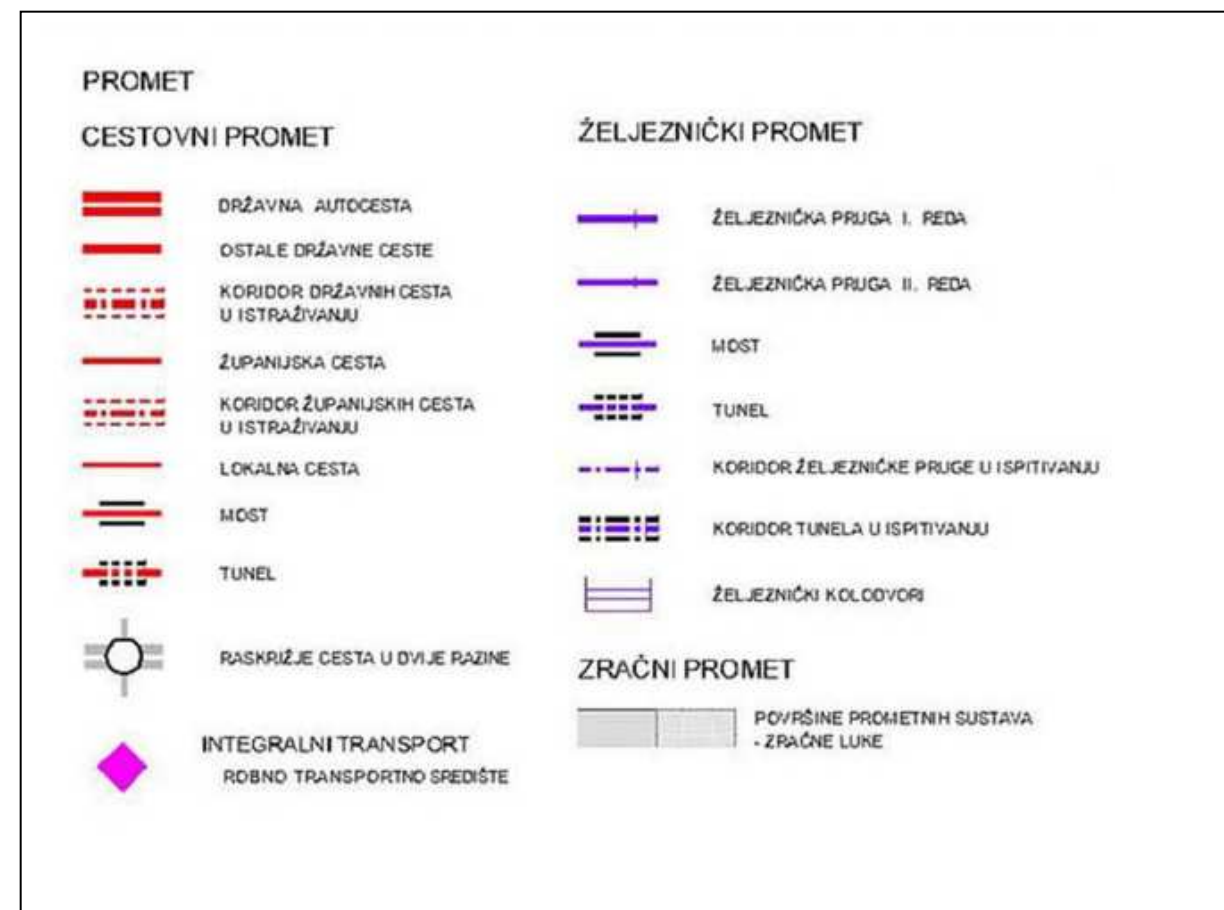 PROMET
CESTOVNI PROMET
DRŽAVNA AUTOCESTA
OSTALE DRŽAVNE CESTE
KORIDOR DRŽAVNIH CESTA
U ISTRAŽIVANJU
ŽUPANIJSKA CESTA
KORIDOR ŽUPANIJSKIH CESTA
U ISTRAŽIVANJU
LOKALNA CESTA
MOST
TUNEL
RASKRIŽJE CESTA U DVIJE RAZINE
INTEGRALNI TRANSPORT
ROBNO TRANSPORTNO SREDIŠTE
ŽELJEZNIČKI PROMET
ŽELJEZNIČKA PRUGA I. REDA
ŽELJEZNIČKA PRUGA II. REDA
MOST
TUNEL
KORIDOR ŽELJEZNIČKE PRUGE U ISPITIVANJU
KORIDOR TUNELA U ISPITIVANJU
ŽELJEZNIČKI KOLODVORI
ZRAČNI PROMET
POVRŠINE PROMETNIH SUSTAVA
- ZRAČNE LUKE